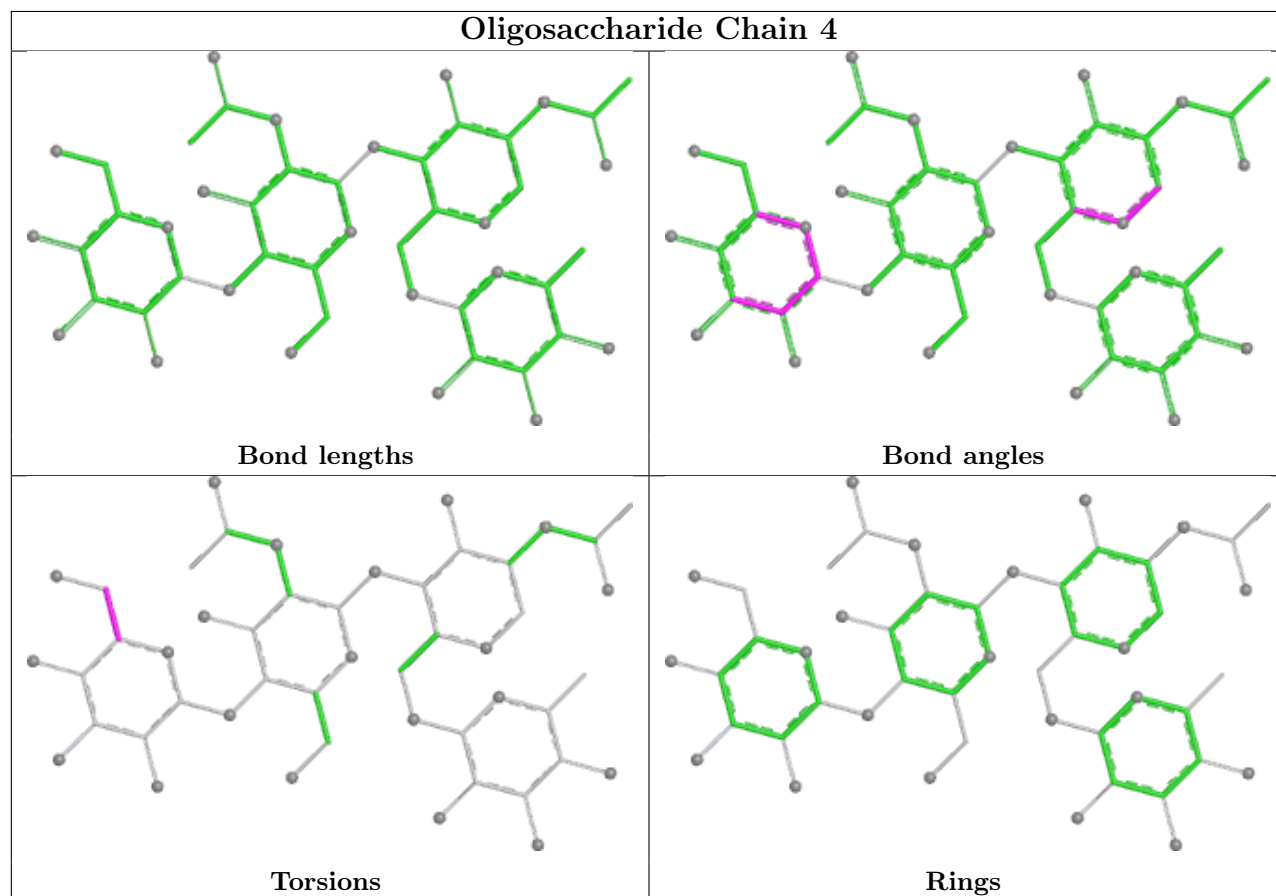 Oligosaccharide Chain 4
Bond lengths
Bond angles
Torsions
Rings